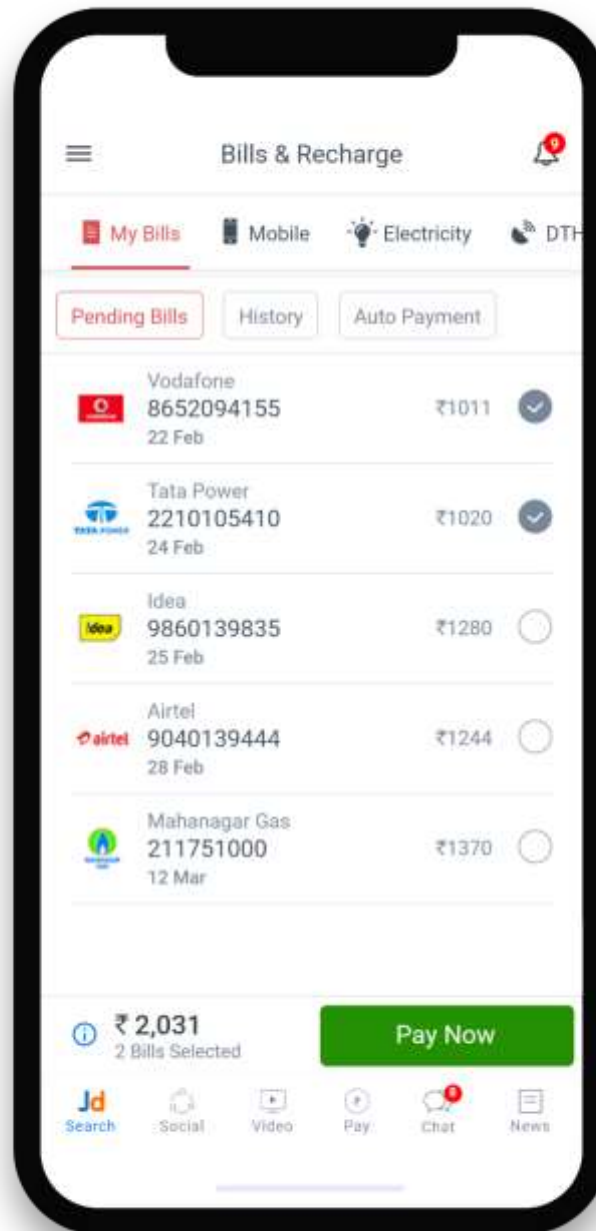 Bills & Recharge
9
My Bills Mobile Electricity DTH
Pending Bills History Auto Payment
Vodafone
8652094155 ₹1011
22 Feb
Tata Power
TATA POWER
2210105410 ₹1020
24 Feb
Idea
Idea
9860139835 ₹1280
25 Feb
Airtel
airtel 9040139444 ₹1244
28 Feb
Mahanagar Gas
211751000 ₹1370
12 Mar
₹ 2,031
2 Bills Selected
Pay Now
Jd
Search Social Video Pay Chat News